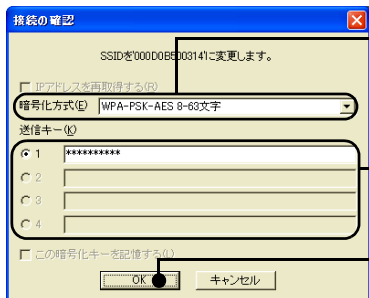 接続の確認
SSIDを'000D0B500314'に変更します。
IPアドレスを再取得する(R)
暗号化方式(E) WPA-PSK-AES 8-63文字
送信キー(K)
1 **********
2
3
4
この暗号化キーを記憶する(L)
OK キャンセル